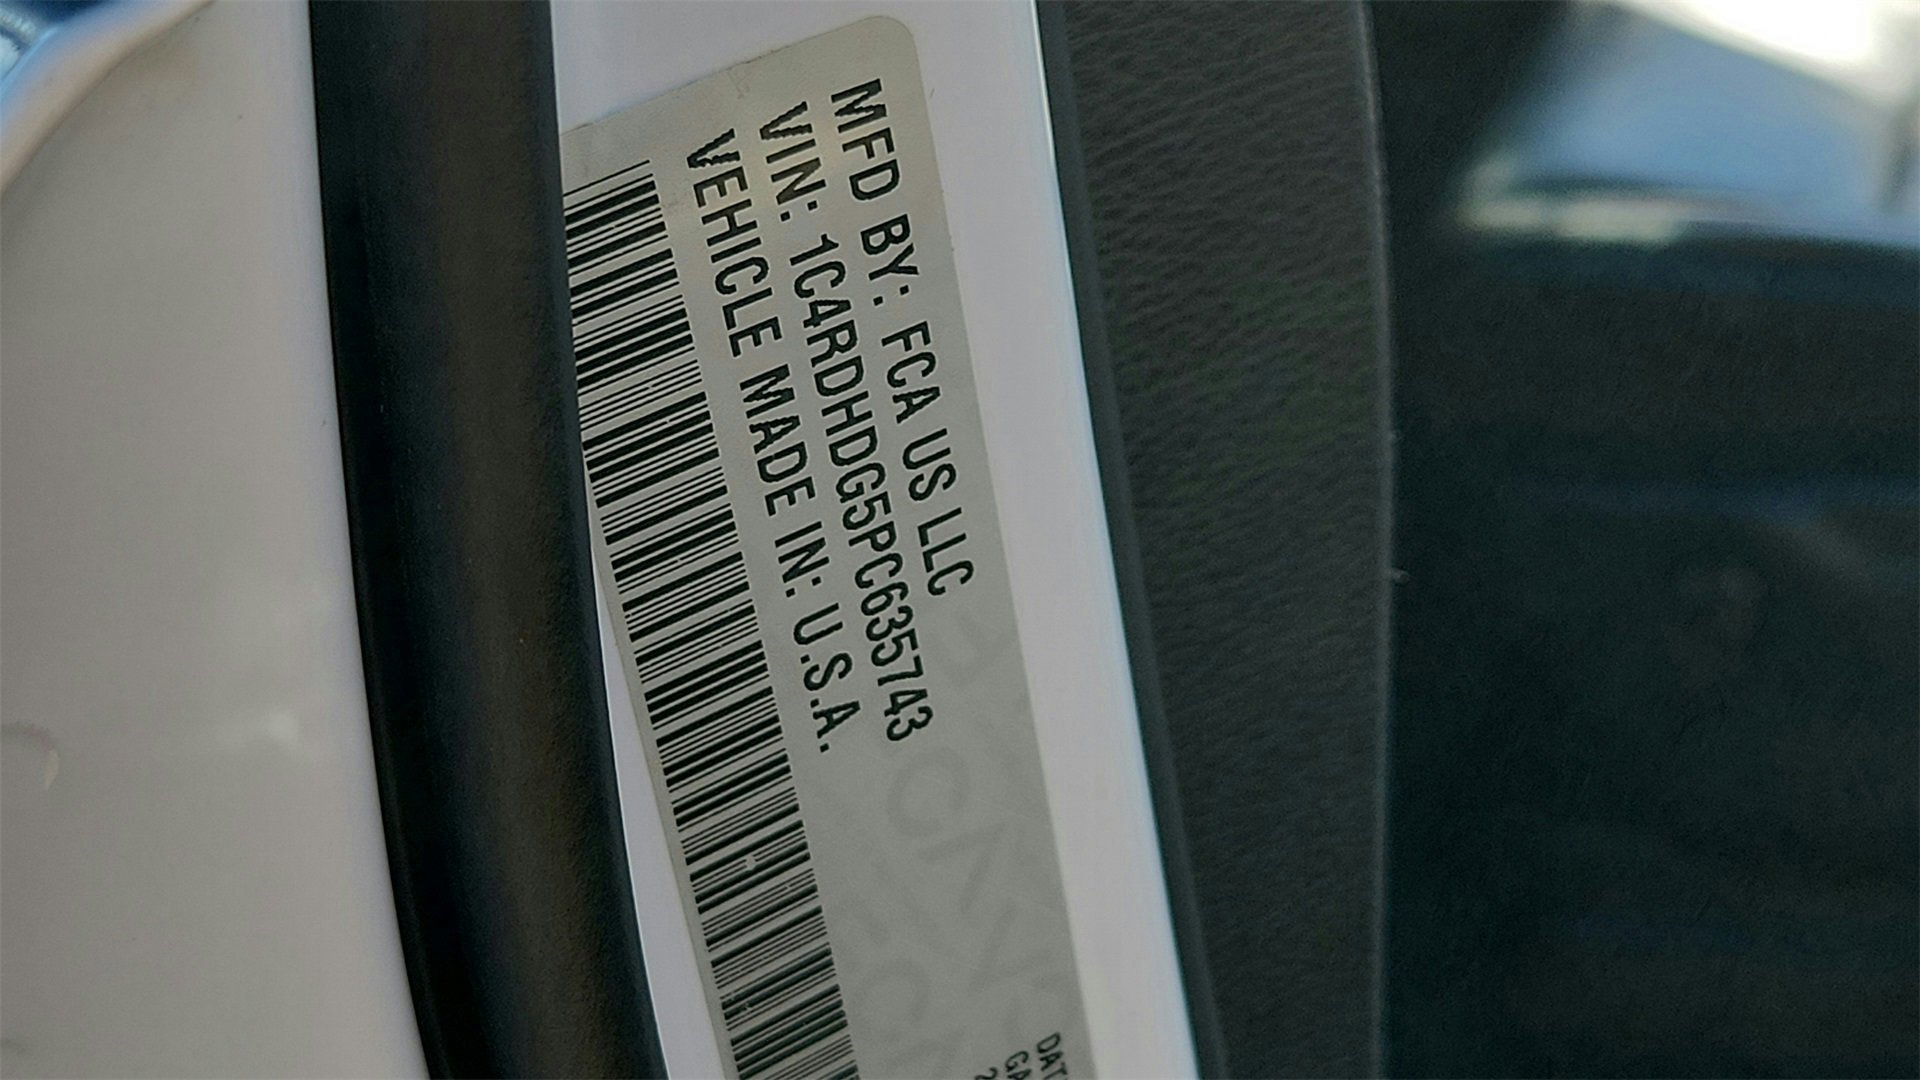 MFD BY: FCA US LLC
VIN: 1C4RDHDG5PC635743
VEHICLE MADE IN: U.S.A.